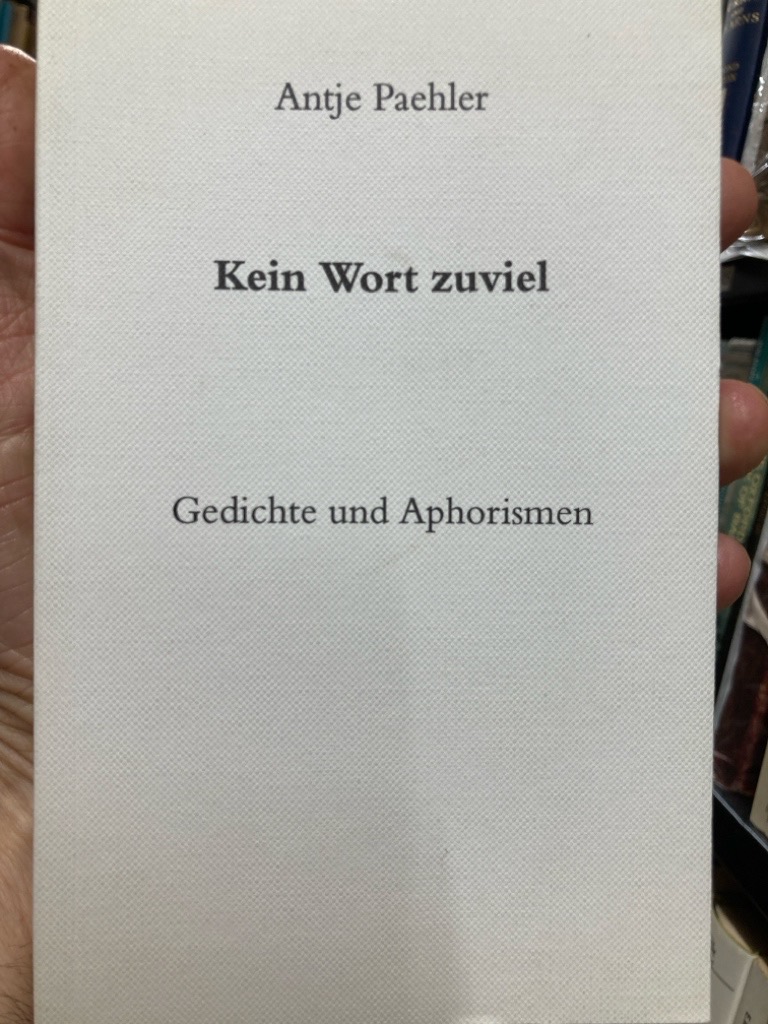 Antje Paehler
Kein Wort zuviel
Gedichte und Aphorismen